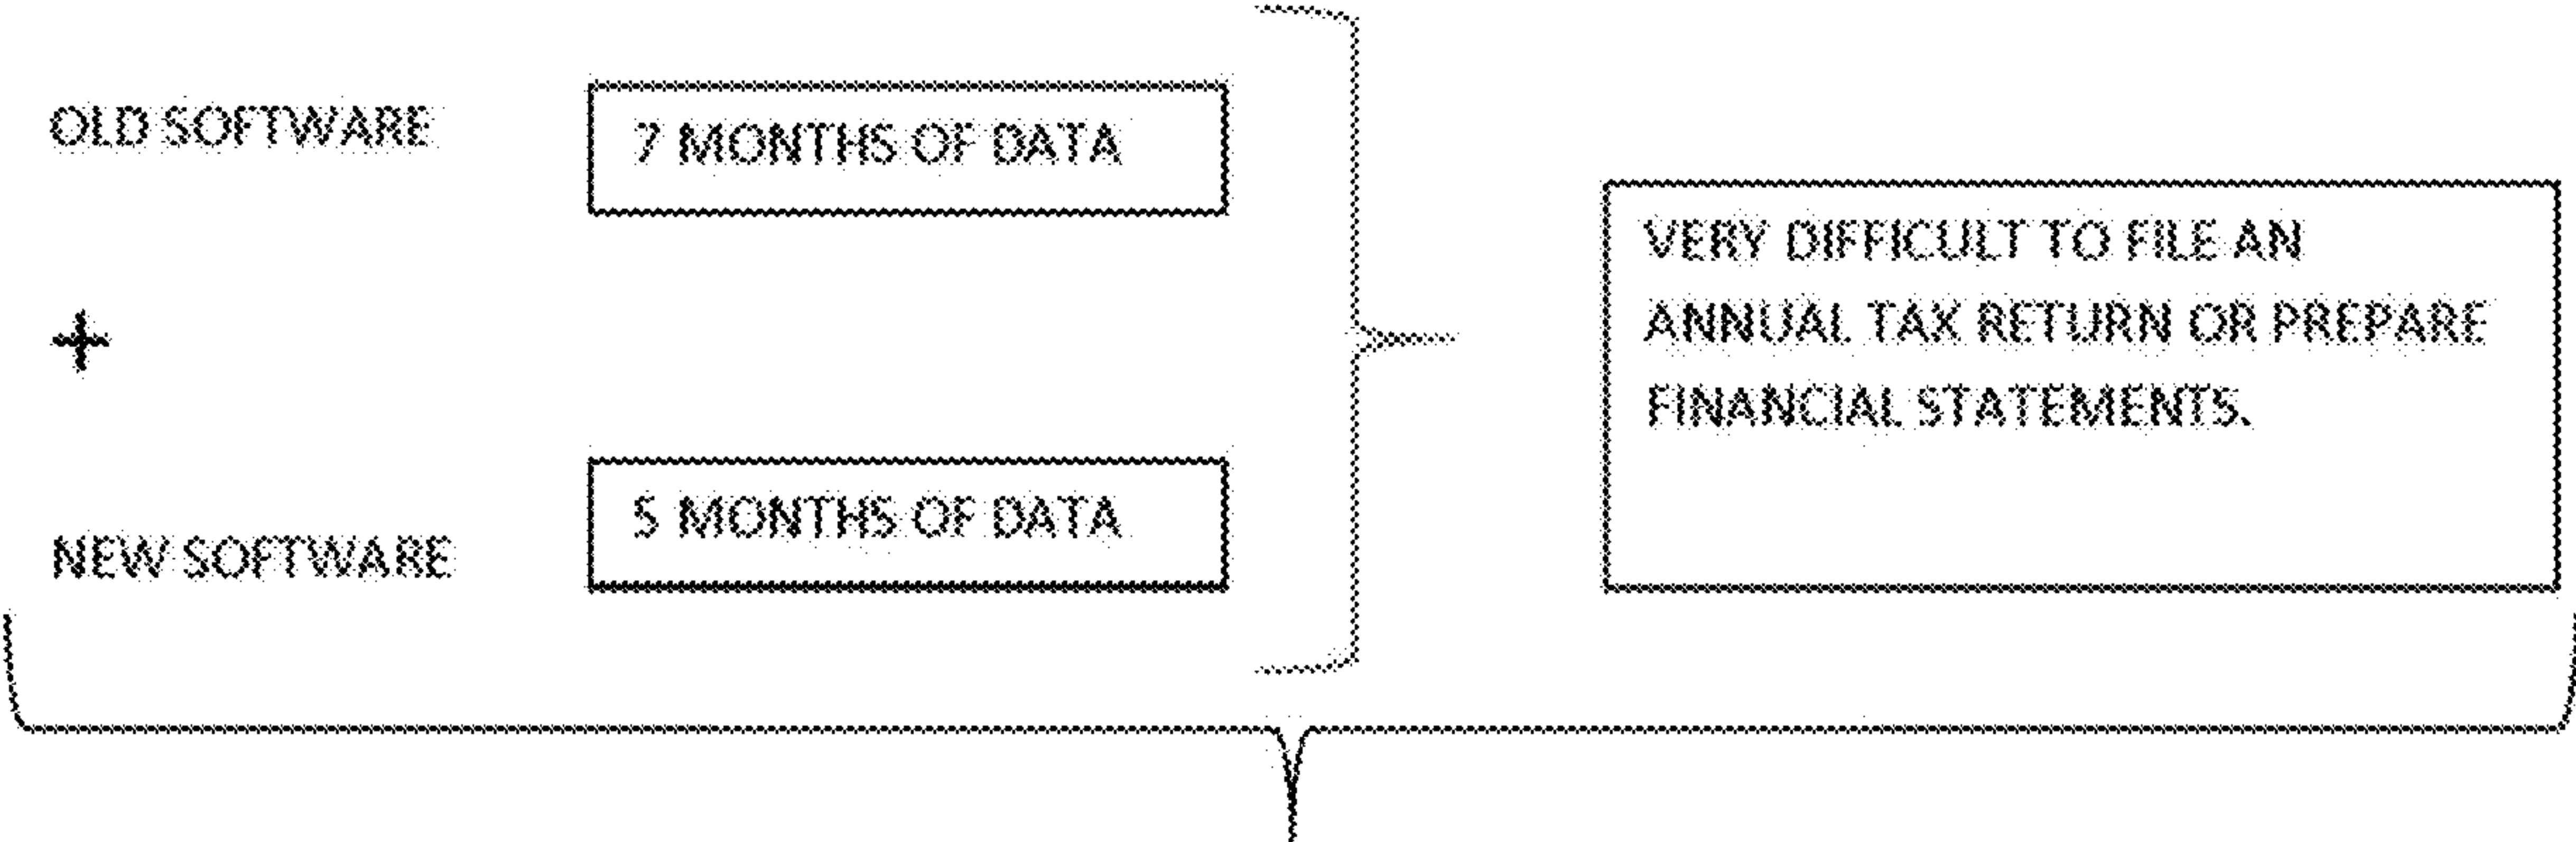 OLD SOFTWARE
7 MONTHS OF DATA
+
NEW SOFTWARE
5 MONTHS OF DATA
VERY DIFFICULT TO FILE AN
ANNUAL TAX RETURN OR PREPARE
FINANCIAL STATEMENTS.